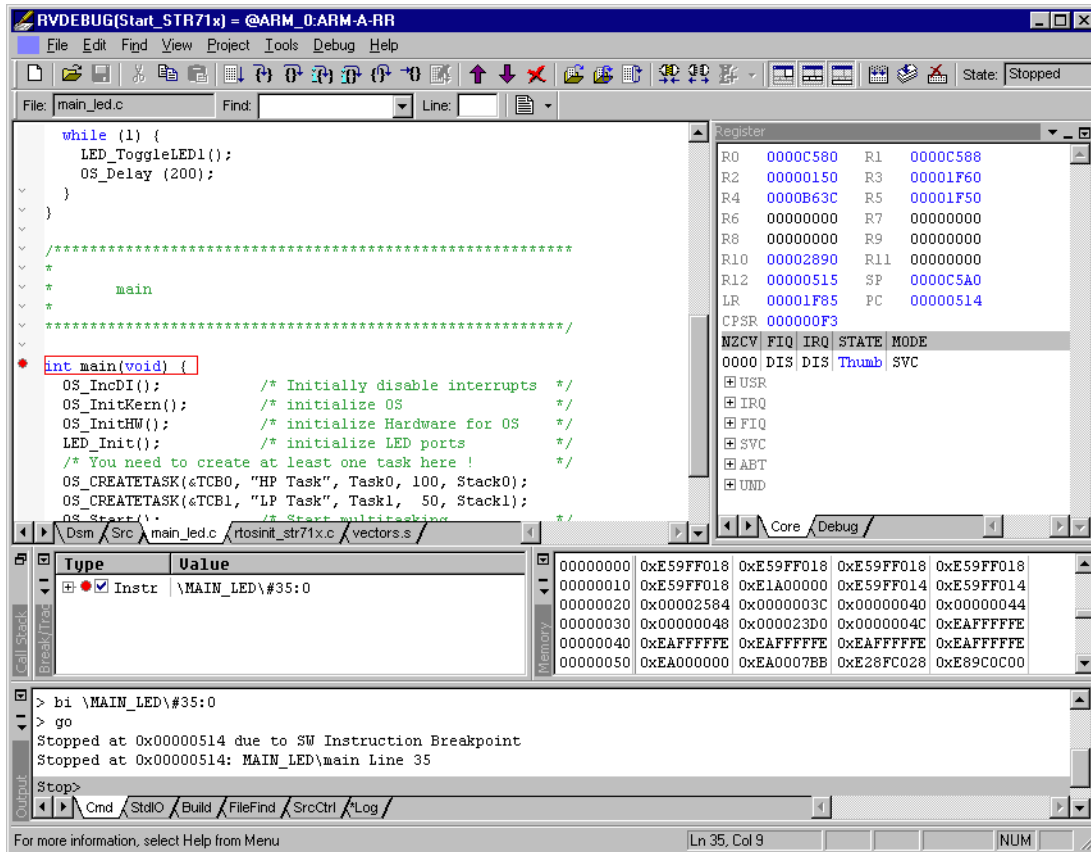 RVDEBUG(Start_STR71x) = @ARM_0:ARM-A-RR
File Edit Find View Project Tools Debug Help
State: Stopped
File: main_led.c Find: Line:
while (1) {
LED_ToggleLED1();
OS_Delay (200);
}
}
/**********************************************************
*
* main
*
**********************************************************/
int main(void) {
OS_IncDI(); /* Initially disable interrupts */
OS_InitKern(); /* initialize OS */
OS_InitHW(); /* initialize Hardware for OS */
LED_Init(); /* initialize LED ports */
/* You need to create at least one task here ! */
OS_CREATETASK(&TCB0, "HP Task", Task0, 100, Stack0);
OS_CREATETASK(&TCB1, "LP Task", Task1, 50, Stack1);
OS_Start(); /* Start multitasking */
Dsm Src main_led.c rtosinit_str71x.c vectors.s
Register
R0 0000C580 R1 0000C588
R2 00000150 R3 00001F60
R4 0000B63C R5 00001F50
R6 00000000 R7 00000000
R8 00000000 R9 00000000
R10 00002890 R11 00000000
R12 00000515 SP 0000C5A0
LR 00001F85 PC 00000514
CPSR 000000F3
NZCV FIQ IRQ STATE MODE
0000 DIS DIS Thumb SVC
USR
IRQ
FIQ
SVC
ABT
UND
Core Debug
Call Stack
Break/Trac
Type Value
Instr \MAIN_LED\#35:0
Memory
00000000 0xE59FF018 0xE59FF018 0xE59FF018 0xE59FF018
00000010 0xE59FF018 0xE1A00000 0xE59FF014 0xE59FF014
00000020 0x00002584 0x0000003C 0x00000040 0x00000044
00000030 0x00000048 0x000023D0 0x0000004C 0xEAFFFFFE
00000040 0xEAFFFFFE 0xEAFFFFFE 0xEAFFFFFE 0xEAFFFFFE
00000050 0xEA000000 0xEA0007BB 0xE28FC028 0xE89C0C00
Output
> bi \MAIN_LED\#35:0
> go
Stopped at 0x00000514 due to SW Instruction Breakpoint
Stopped at 0x00000514: MAIN_LED\main Line 35
Stop>
Cmd StdIO Build FileFind SrcCtrl *Log
For more information, select Help from Menu
Ln 35, Col 9
NUM